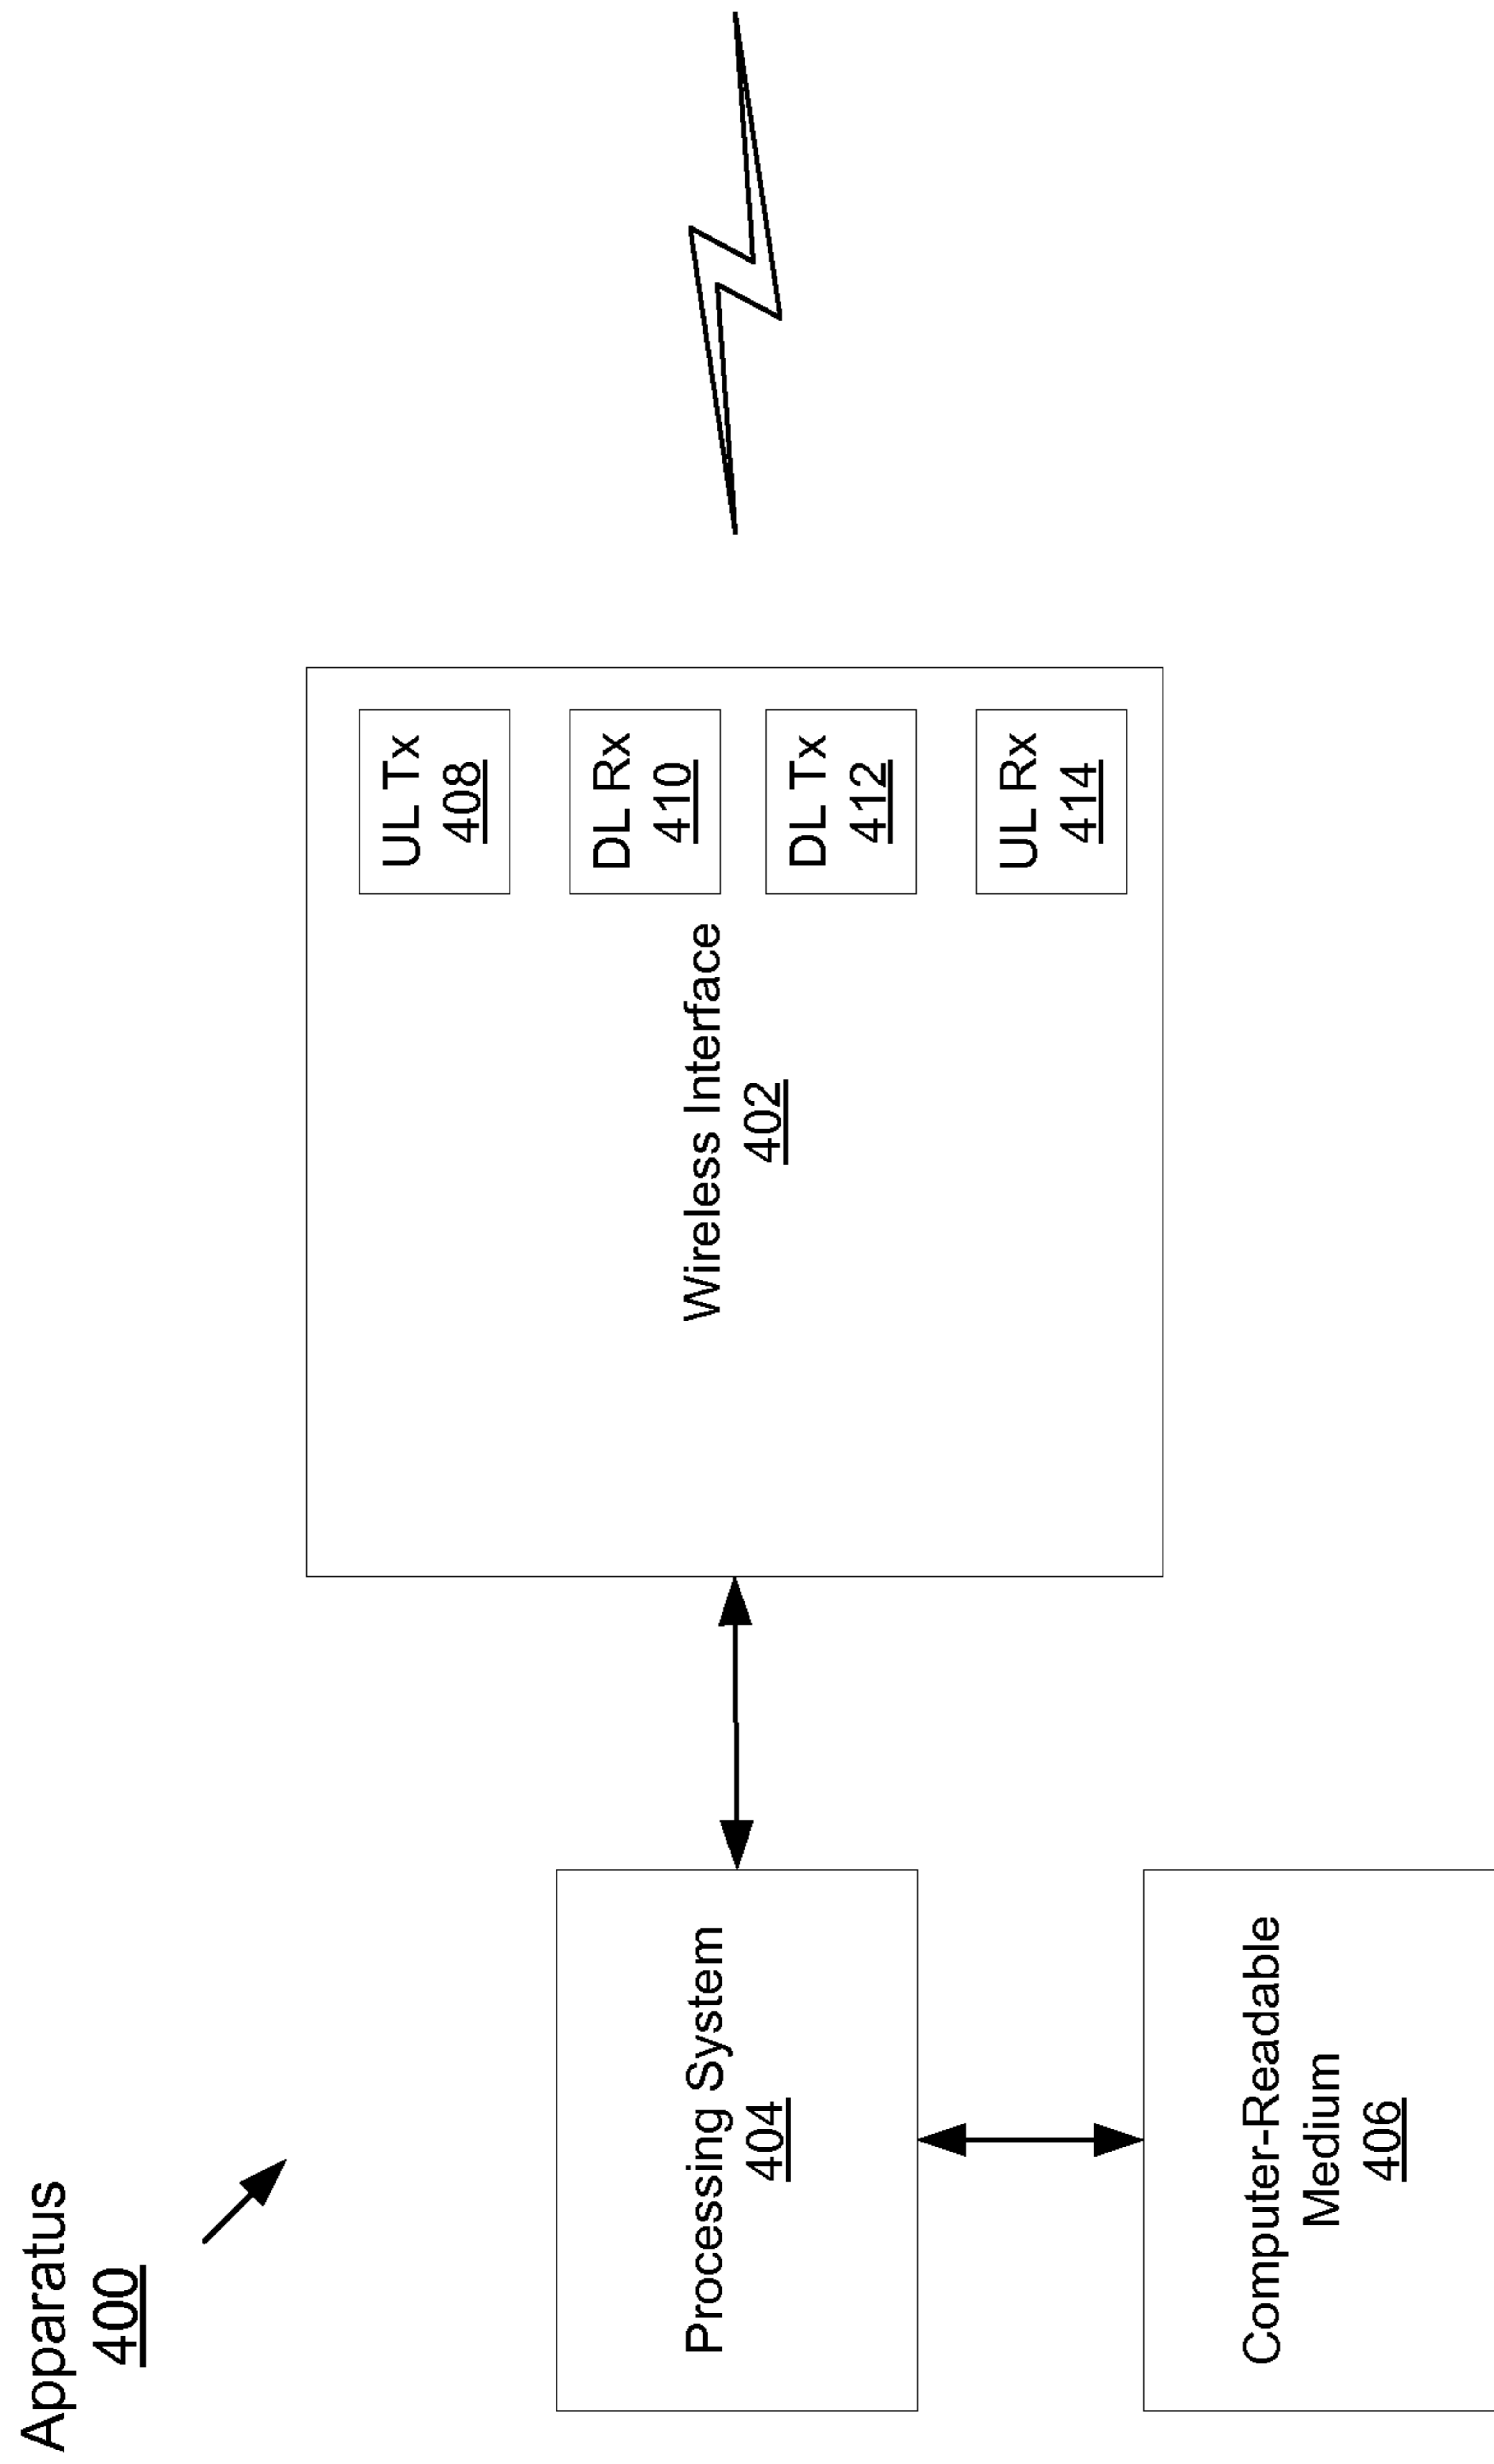 Apparatus
400
Processing System
404
Computer-Readable
Medium
406
Wireless Interface
402
UL Tx
408
DL Rx
410
DL Tx
412
UL Rx
414